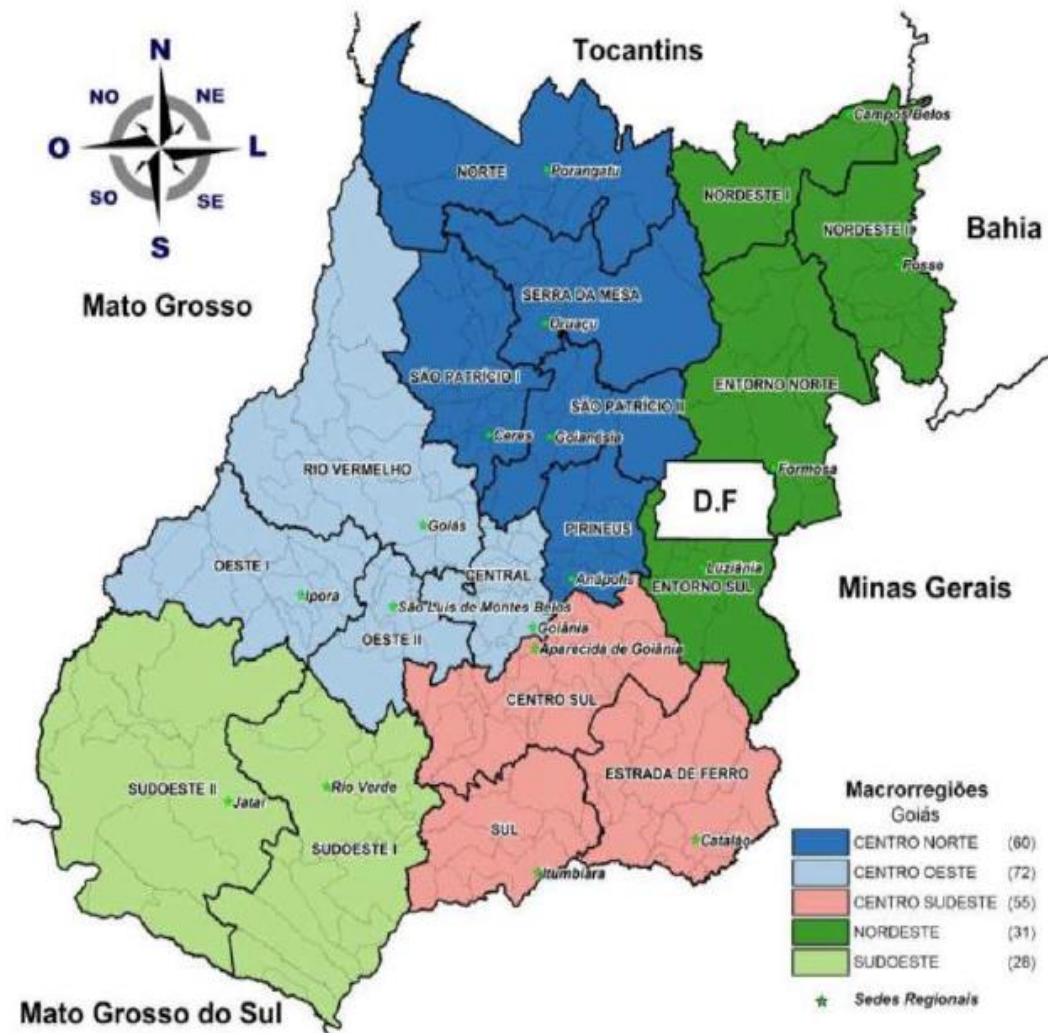 N
NO
NE
O
L
SO
SE
S
Tocantins
Bahia
Mato Grosso
Minas Gerais
Mato Grosso do Sul
D.F
Campos Belos
NORTE
Porangatu
NORDESTE I
NORDESTE II
Posse
SERRA DA MESA
Uruaçu
SÃO PATRÍCIO I
ENTORNO NORTE
SÃO PATRÍCIO II
Ceres
Goianésia
RIO VERMELHO
Formosa
Goiás
PIRINEUS
OESTE I
CENTRAL
Anápolis
Luziânia
ENTORNO SUL
Iporá
São Luis de Montes Belos
Goiânia
OESTE II
Aparecida de Goiânia
CENTRO SUL
ESTRADA DE FERRO
SUDOESTE II
Rio Verde
Jataí
SUL
SUDOESTE I
Catalão
Itumbiara
Macrorregiões
Goiás
CENTRO NORTE (60)
CENTRO OESTE (72)
CENTRO SUDESTE (55)
NORDESTE (31)
SUDOESTE (28)
Sedes Regionais